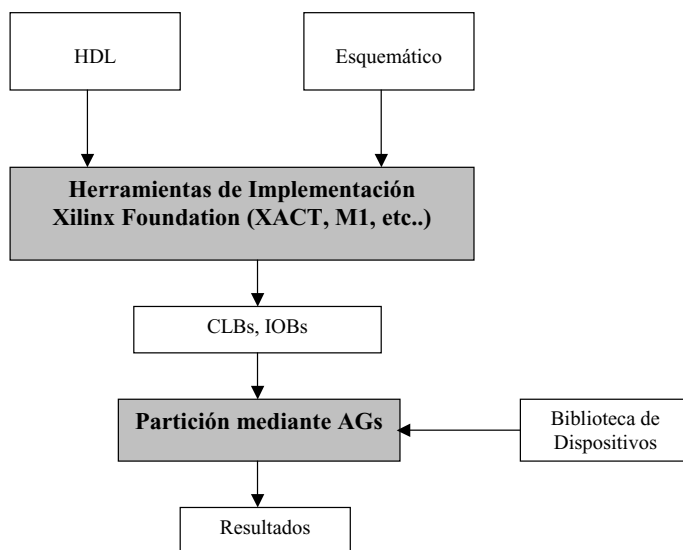 HDL
Esquemático
Herramientas de Implementación
Xilinx Foundation (XACT, M1, etc..)
CLBs, IOBs
Partición mediante AGs
Biblioteca de
Dispositivos
Resultados